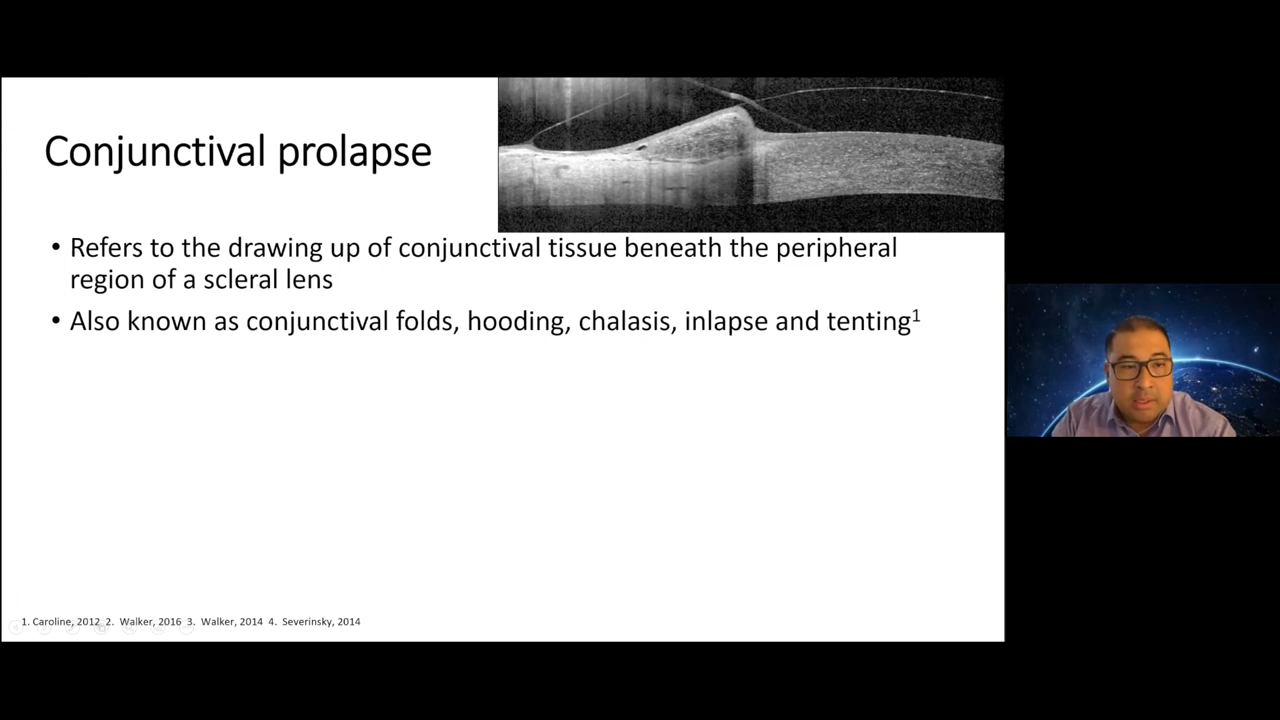 Conjunctival prolapse
• Refers to the drawing up of conjunctival tissue beneath the peripheral
region of a scleral lens
• Also known as conjunctival folds, hooding, chalasis, inlapse and tenting1
1. Caroline, 2012 2. Walker, 2016 3. Walker, 2014 4. Severinsky, 2014